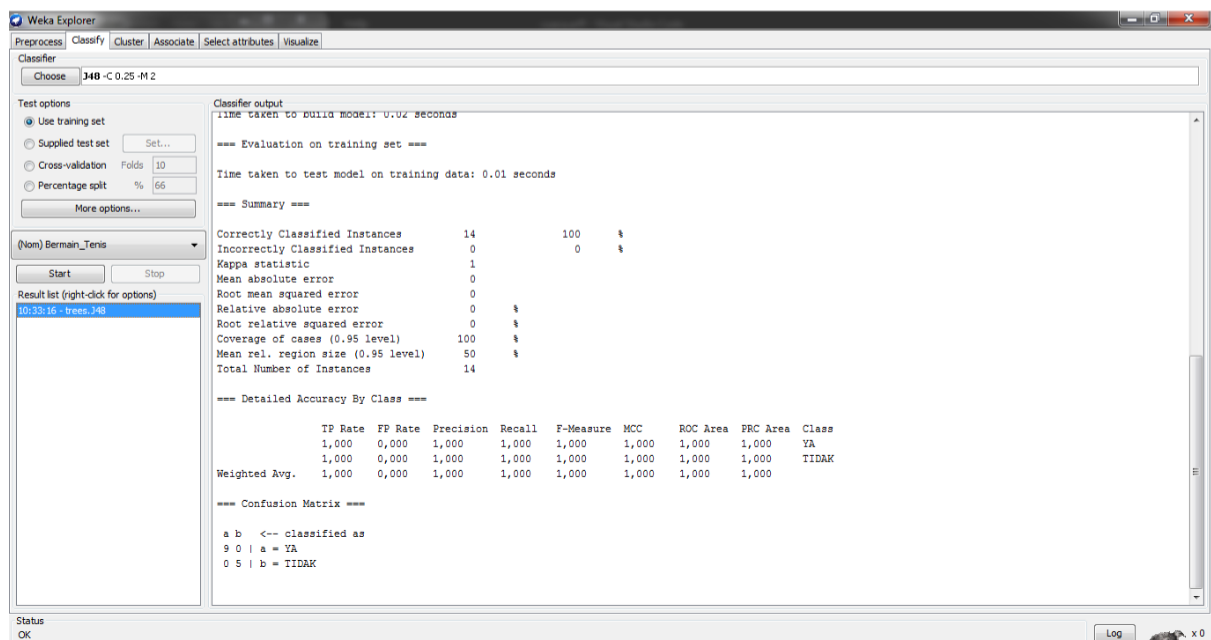 Weka Explorer
Preprocess Classify Cluster Associate Select attributes Visualize
Classifier
Choose J48 -C 0.25 -M 2
Test options
Use training set
Supplied test set Set...
Cross-validation Folds 10
Percentage split % 66
More options...
(Nom) Bermain_Tenis
Start Stop
Result list (right-click for options)
10:33:16 - trees.J48
Classifier output
Time taken to build model: 0.02 seconds
=== Evaluation on training set ===
Time taken to test model on training data: 0.01 seconds
=== Summary ===
Correctly Classified Instances 14 100 %
Incorrectly Classified Instances 0 0 %
Kappa statistic 1
Mean absolute error 0
Root mean squared error 0
Relative absolute error 0 %
Root relative squared error 0 %
Coverage of cases (0.95 level) 100 %
Mean rel. region size (0.95 level) 50 %
Total Number of Instances 14
=== Detailed Accuracy By Class ===
TP Rate FP Rate Precision Recall F-Measure MCC ROC Area PRC Area Class
1,000 0,000 1,000 1,000 1,000 1,000 1,000 1,000 YA
1,000 0,000 1,000 1,000 1,000 1,000 1,000 1,000 TIDAK
Weighted Avg. 1,000 0,000 1,000 1,000 1,000 1,000 1,000 1,000
=== Confusion Matrix ===
a b <-- classified as
9 0 | a = YA
0 5 | b = TIDAK
Status
OK
Log x 0